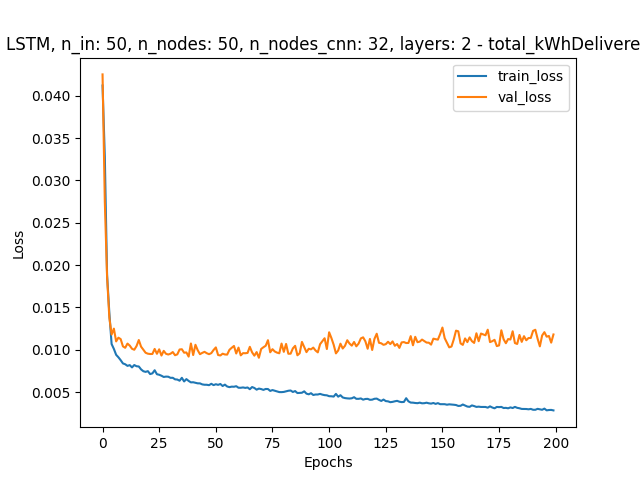 LSTM, n_in: 50, n_nodes: 50, n_nodes_cnn: 32, layers: 2 - total_kWhDelivere
train_loss
val_loss
0.040
0.035
0.030
0.025
0.020
0.015
0.010
0.005
Loss
0 25 50 75 100 125 150 175 200
Epochs